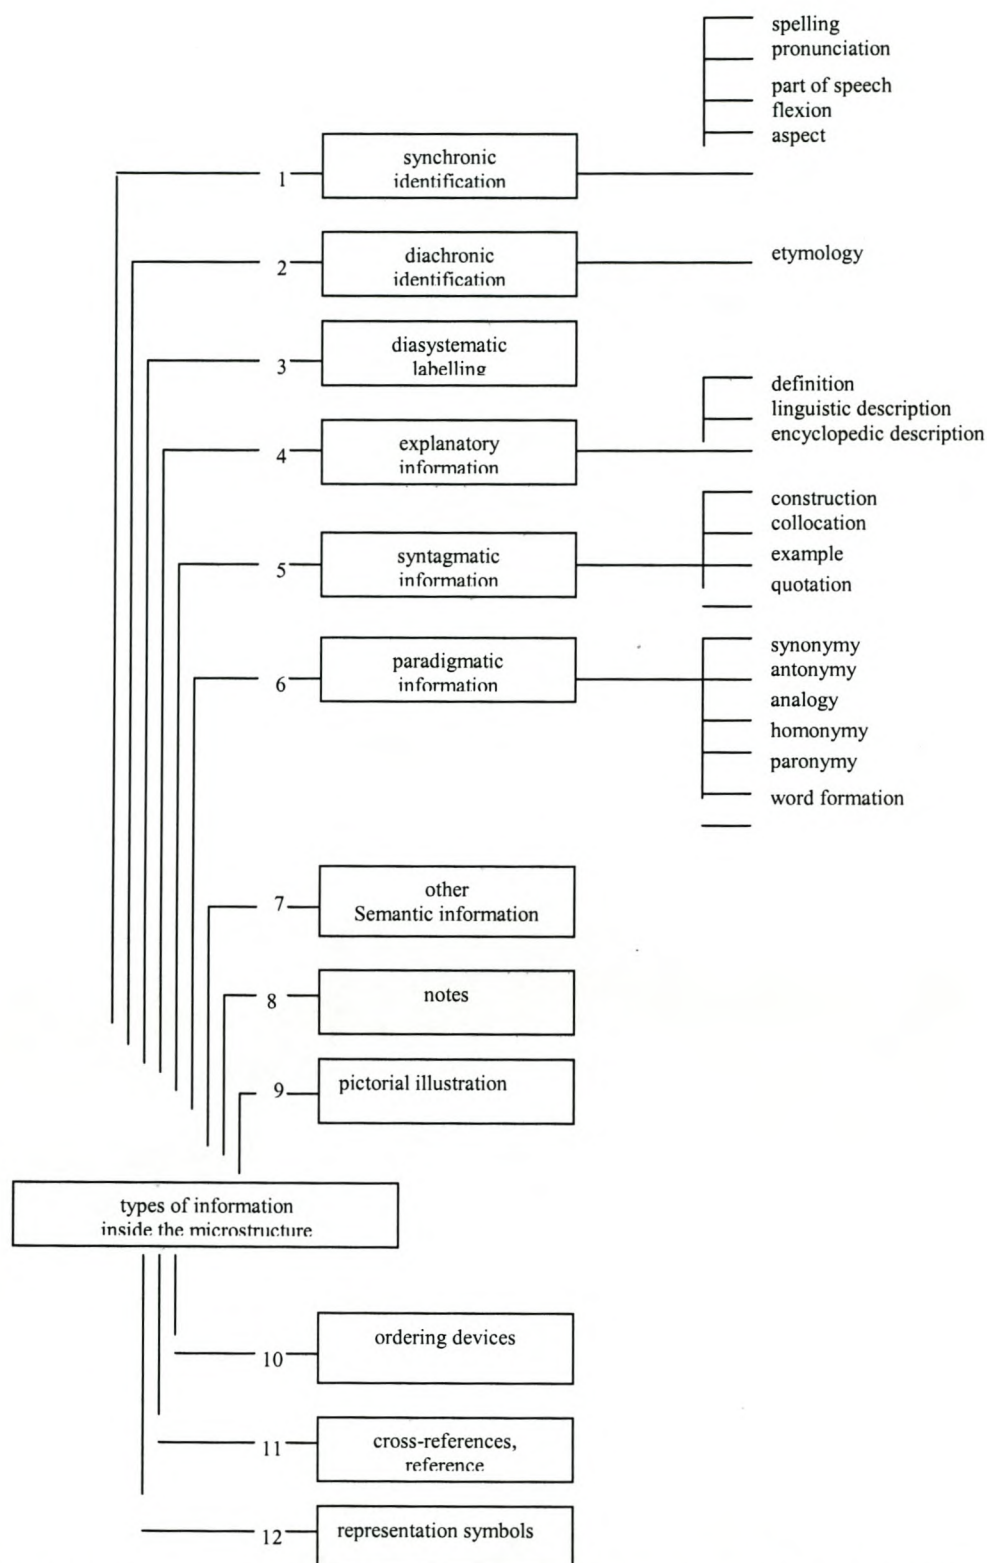 spelling
pronunciation
part of speech
flexion
aspect
1
synchronic
identification
2
diachronic
identification
etymology
3
diasystematic
labelling
4
explanatory
information
definition
linguistic description
encyclopedic description
5
syntagmatic
information
construction
collocation
example
quotation
6
paradigmatic
information
synonymy
antonymy
analogy
homonymy
paronymy
word formation
7
other
Semantic information
8
notes
9
pictorial illustration
types of information
inside the microstructure
10
ordering devices
11
cross-references,
reference
12
representation symbols